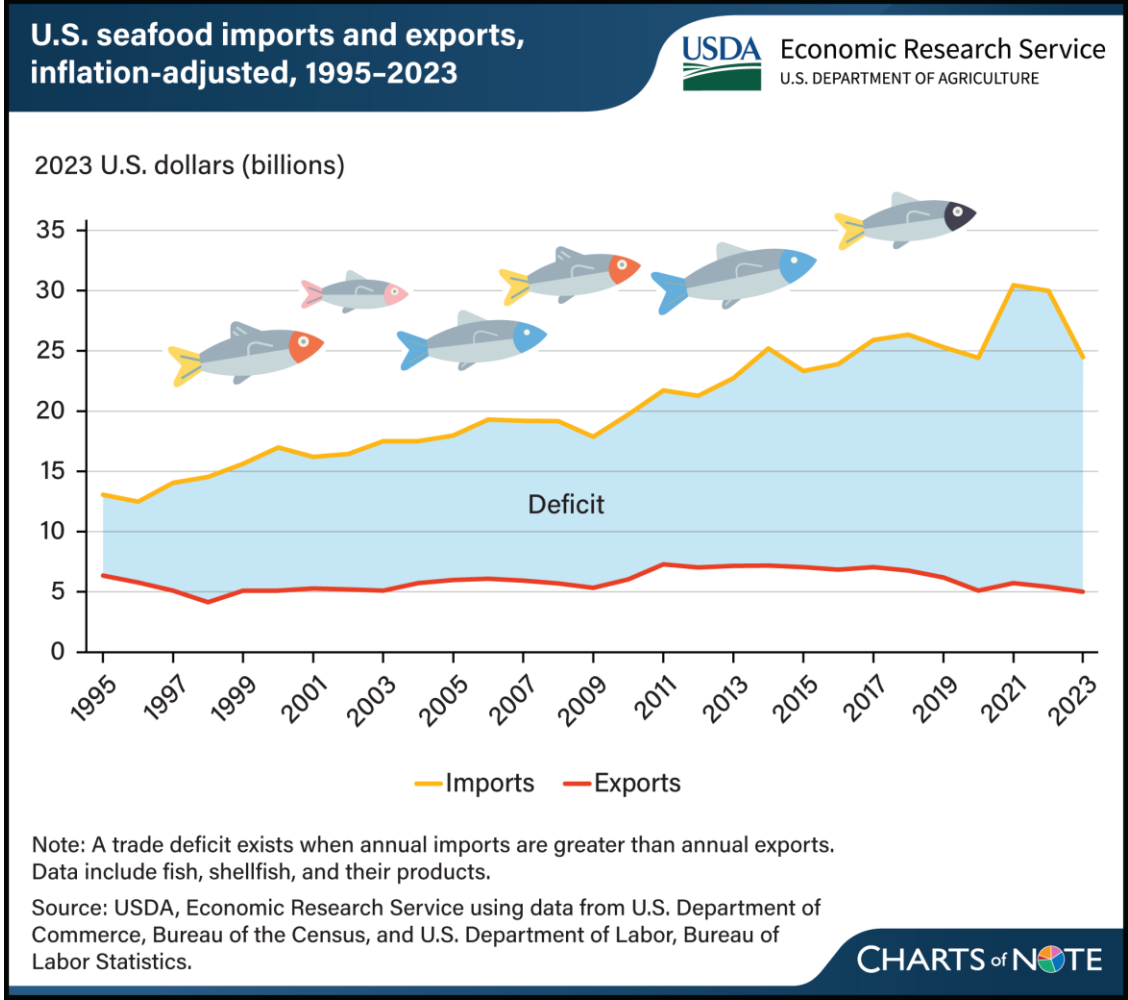 U.S. seafood imports and exports,
inflation-adjusted, 1995–2023
USDA
Economic Research Service
U.S. DEPARTMENT OF AGRICULTURE
2023 U.S. dollars (billions)
35
30
25
20
15
10
5
0
Deficit
1995
1997
1999
2001
2003
2005
2007
2009
2011
2013
2015
2017
2019
2021
2023
Imports
Exports
Note: A trade deficit exists when annual imports are greater than annual exports.
Data include fish, shellfish, and their products.
Source: USDA, Economic Research Service using data from U.S. Department of
Commerce, Bureau of the Census, and U.S. Department of Labor, Bureau of
Labor Statistics.
CHARTS of NOTE